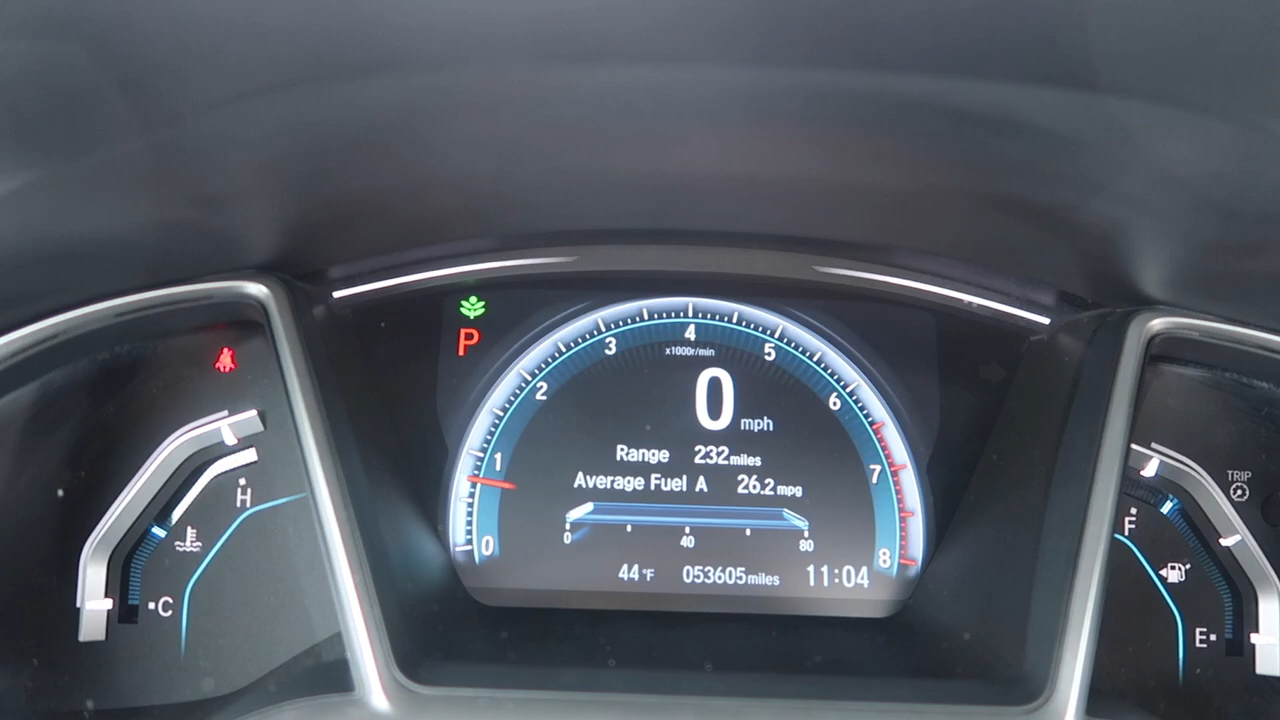 P
0
1
2
3
4
5
6
7
8
x1000r/min
0 mph
Range 232 miles
Average Fuel A 26.2 mpg
0 40 80
44°F 053605 miles 11:04
H
C
TRIP
F
E